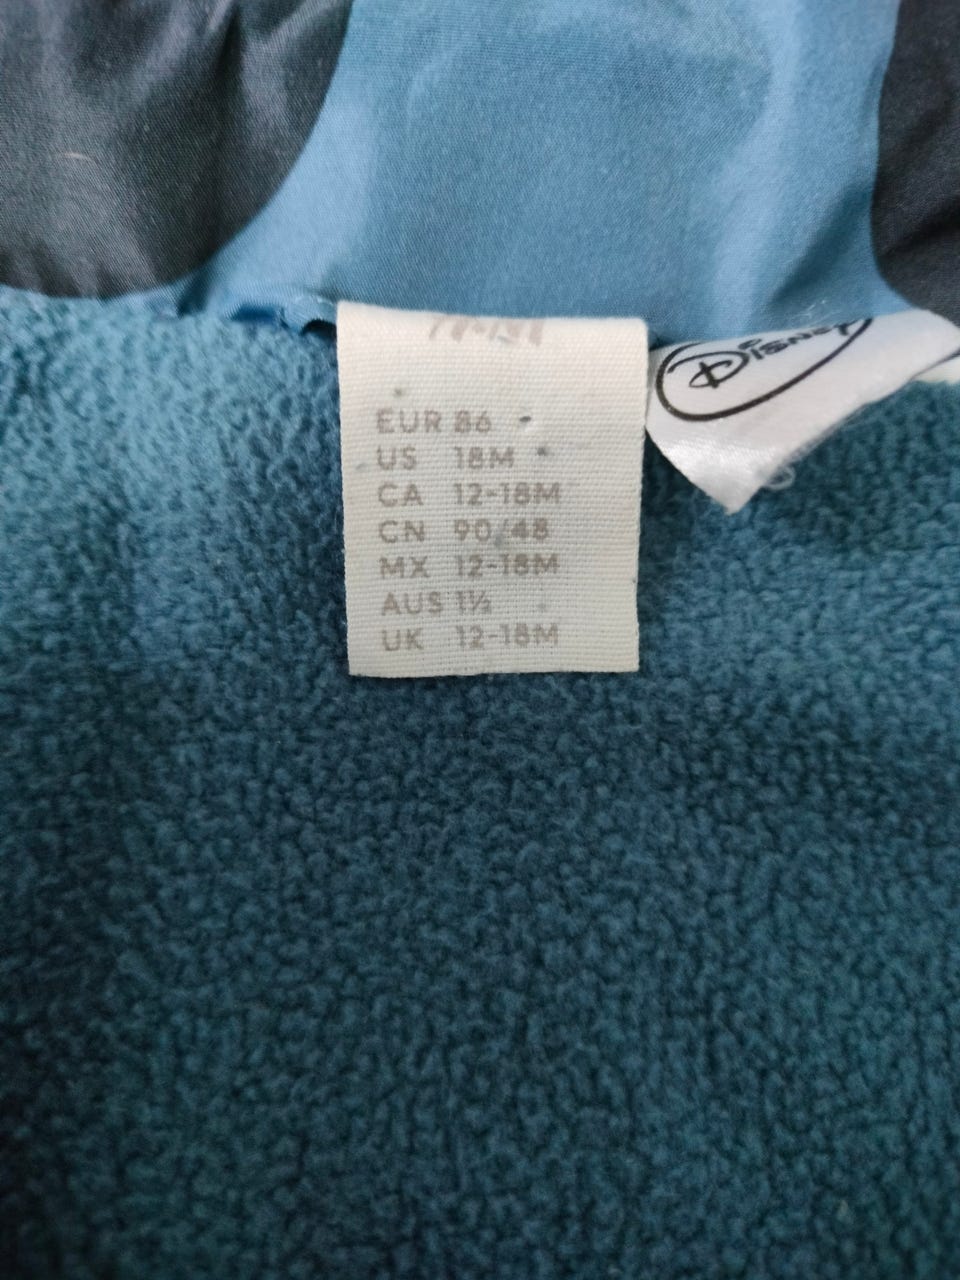 Disney
EUR 86
US 18M
CA 12-18M
CN 90/48
MX 12-18M
AUS 1½
UK 12-18M